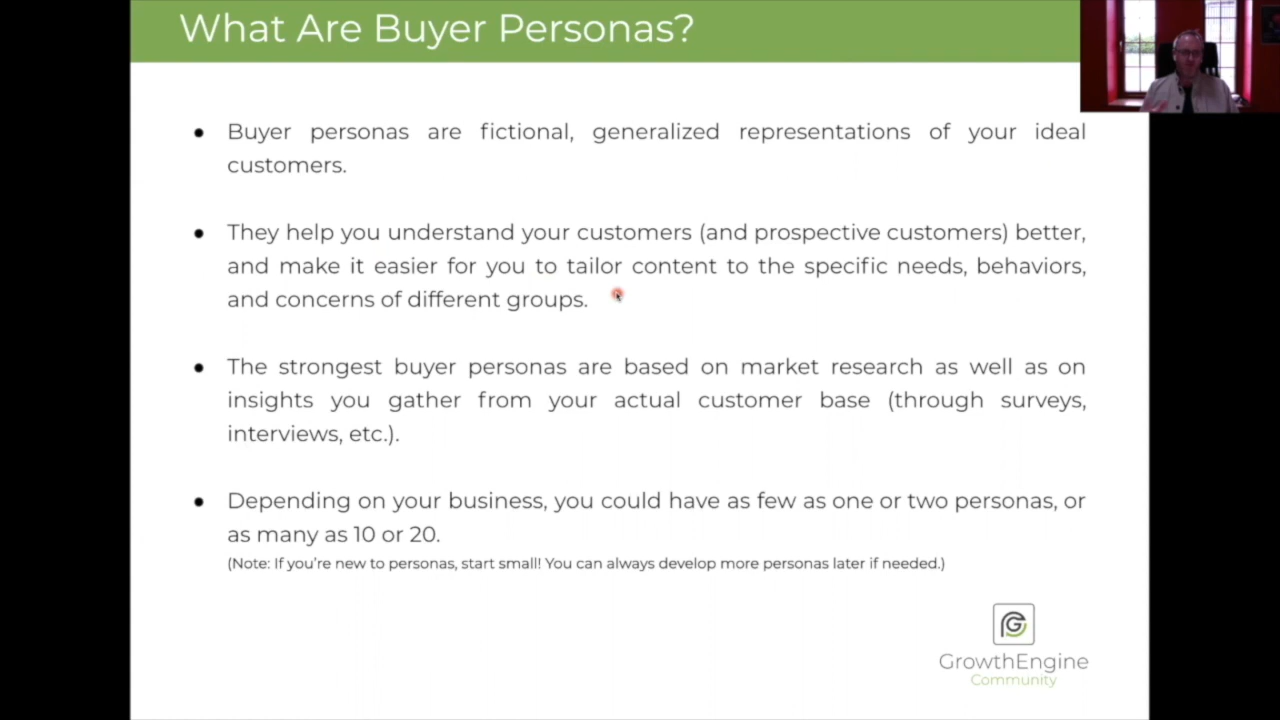 What Are Buyer Personas?
● Buyer personas are fictional, generalized representations of your ideal
customers.
● They help you understand your customers (and prospective customers) better,
and make it easier for you to tailor content to the specific needs, behaviors,
and concerns of different groups.
● The strongest buyer personas are based on market research as well as on
insights you gather from your actual customer base (through surveys,
interviews, etc.).
● Depending on your business, you could have as few as one or two personas, or
as many as 10 or 20.
(Note: If you’re new to personas, start small! You can always develop more personas later if needed.)
GrowthEngine
Community